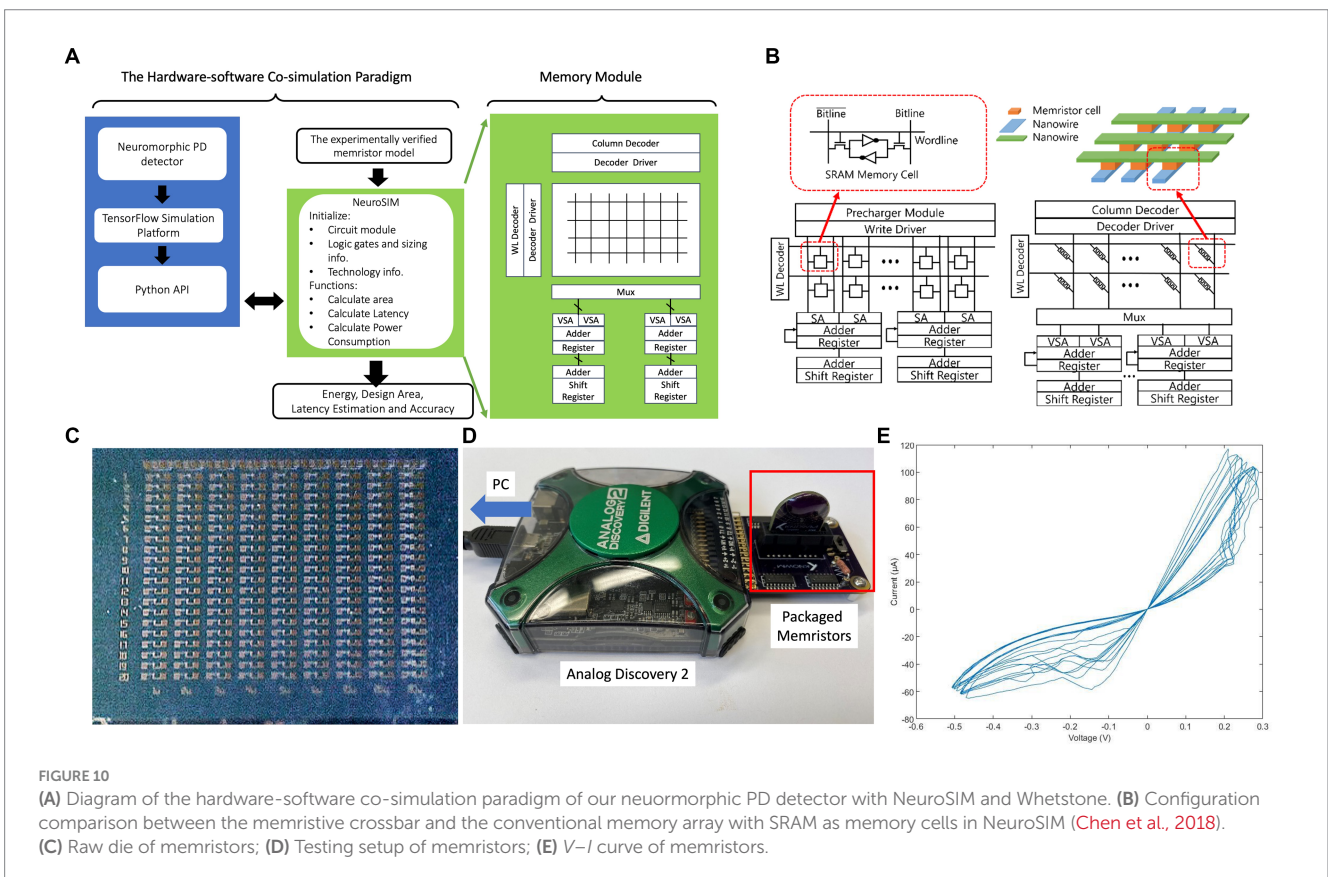 A
The Hardware-software Co-simulation Paradigm
Neuromorphic PD
detector
TensorFlow Simulation
Platform
Python API
The experimentally verified
memristor model
NeuroSIM
Initialize:
• Circuit module
• Logic gates and sizing
info.
• Technology info.
Functions:
• Calculate area
• Calculate Latency
• Calculate Power
Consumption
Energy, Design Area,
Latency Estimation and Accuracy
Memory Module
Column Decoder
Decoder Driver
WL Decoder
Decoder Driver
Mux
VSA VSA
Adder
Register
Adder
Shift
Register
VSA VSA
Adder
Register
Adder
Shift
Register
B
Bitline
Bitline
Wordline
SRAM Memory Cell
Memristor cell
Nanowire
Nanowire
Precharger Module
Write Driver
WL Decoder
SA SA
Adder
Register
Adder
Shift Register
SA SA
Adder
Register
Adder
Shift Register
Column Decoder
Decoder Driver
WL Decoder
Mux
VSA VSA
Adder
Register
Adder
Shift Register
VSA VSA
Adder
Register
Adder
Shift Register
C
D
PC
ANALOG
DISCOVERY 2
DIGILENT
Packaged
Memristors
Analog Discovery 2
E
120
100
80
60
40
20
0
-20
-40
-60
-80
Current (μA)
-0.6 -0.5 -0.4 -0.3 -0.2 -0.1 0 0.1 0.2 0.3
Voltage (V)
FIGURE 10
(A) Diagram of the hardware-software co-simulation paradigm of our neuormorphic PD detector with NeuroSIM and Whetstone. (B) Configuration
comparison between the memristive crossbar and the conventional memory array with SRAM as memory cells in NeuroSIM (Chen et al., 2018).
(C) Raw die of memristors; (D) Testing setup of memristors; (E) V–I curve of memristors.